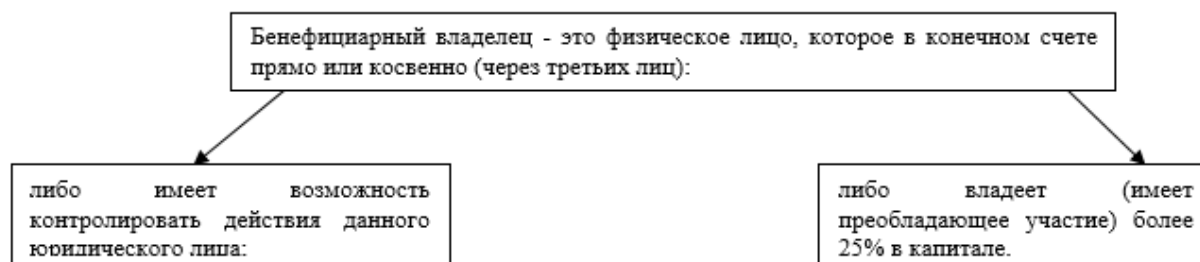 Бенефициарный владелец - это физическое лицо, которое в конечном счете
прямо или косвенно (через третьих лиц):
либо имеет возможность
контролировать действия данного
юридического лица:
либо владеет (имеет
преобладающее участие) более
25% в капитале.